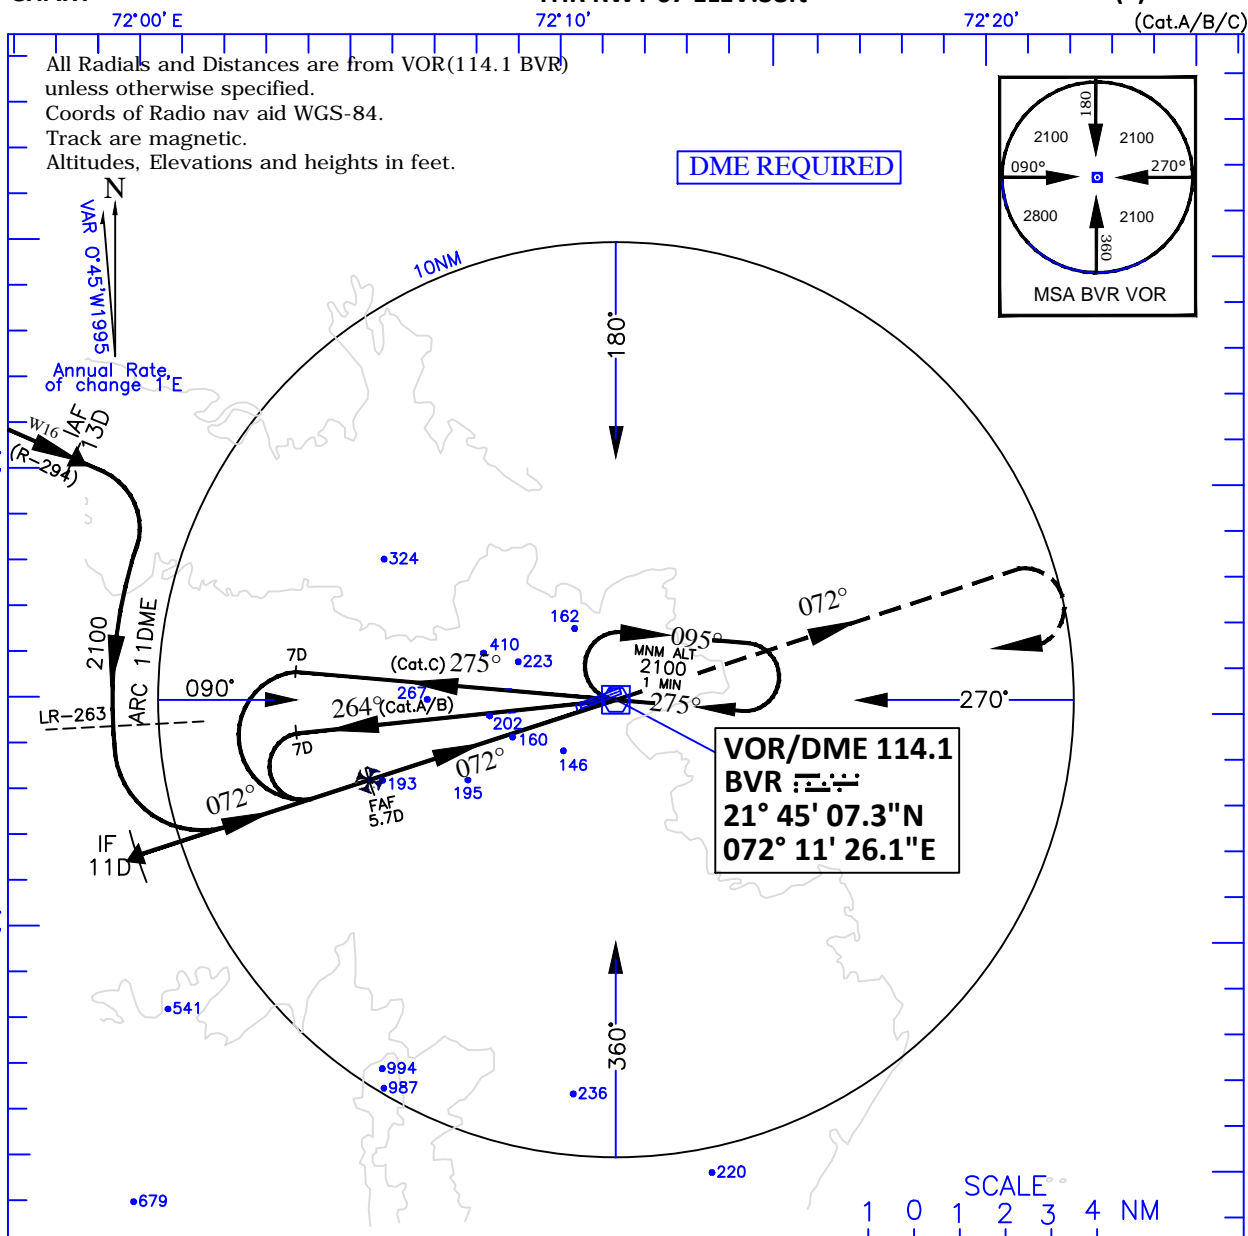 72°00' E
72°10'
72°20'
(Cat.A/B/C)
All Radials and Distances are from VOR(114.1 BVR)
unless otherwise specified.
Coords of Radio nav aid WGS-84.
Track are magnetic.
Altitudes, Elevations and heights in feet.
DME REQUIRED
180
2100
2100
090°
270°
2800
2100
360
MSA BVR VOR
N
VAR 0°45'W1995
Annual Rate
of change 1'E
10NM
180°
W16
IAF
13D
(R-294)
2100
ARC 11DME
LR-263
324
162
410
223
095°
MNM ALT
2100
1 MIN
275°
072°
7D
(Cat.C) 275°
090°
267
264°
(Cat.A/B)
202
160
146
7D
270°
072°
193
195
FAF
5.7D
072°
IF
11D
VOR/DME 114.1
BVR
21° 45' 07.3"N
072° 11' 26.1"E
541
994
987
236
360°
220
679
SCALE
1 0 1 2 3 4 NM